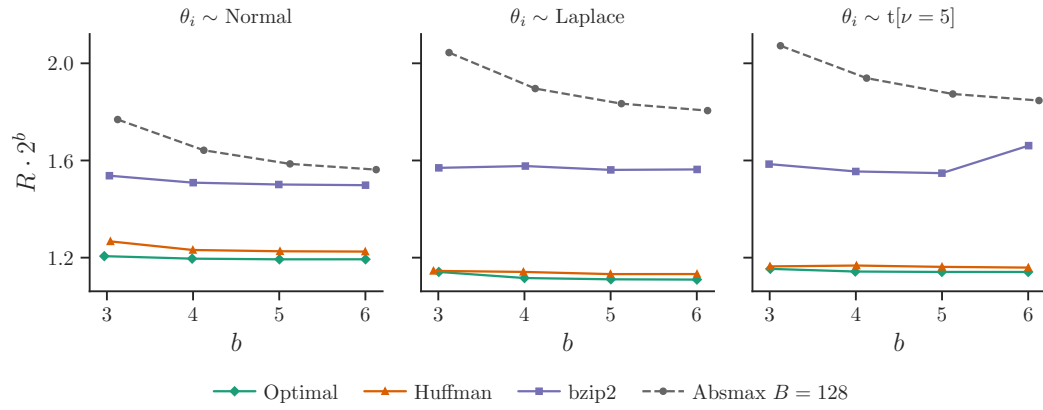 θ_i ∼ Normal
θ_i ∼ Laplace
θ_i ∼ t[ν = 5]
R · 2^b
2.0
1.6
1.2
3 4 5 6
3 4 5 6
3 4 5 6
b
b
b
Optimal Huffman bzip2 Absmax B = 128